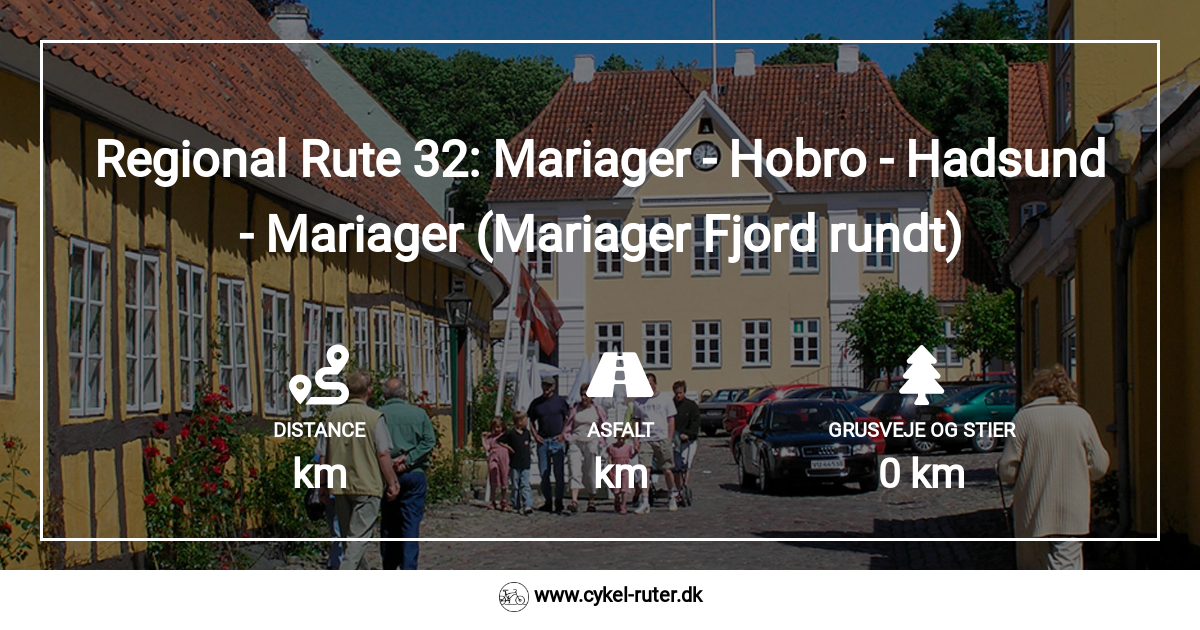 Regional Rute 32: Mariager - Hobro - Hadsund
- Mariager (Mariager Fjord rundt)
DISTANCE
ASFALT
GRUSVEJE OG STIER
km
km
0 km
www.cykel-ruter.dk